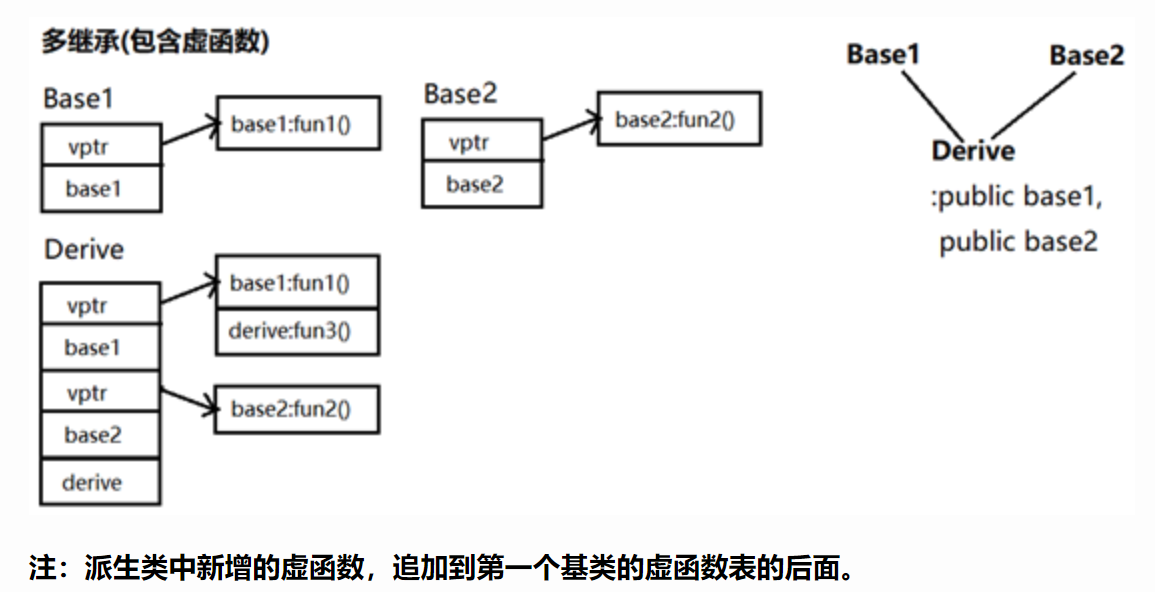 多继承(包含虚函数)
Base1
vptr
base1
base1:fun1()
Base2
vptr
base2
base2:fun2()
Base1
Base2
Derive
:public base1,
public base2
Derive
vptr
base1
vptr
base2
derive
base1:fun1()
derive:fun3()
base2:fun2()
注：派生类中新增的虚函数，追加到第一个基类的虚函数表的后面。